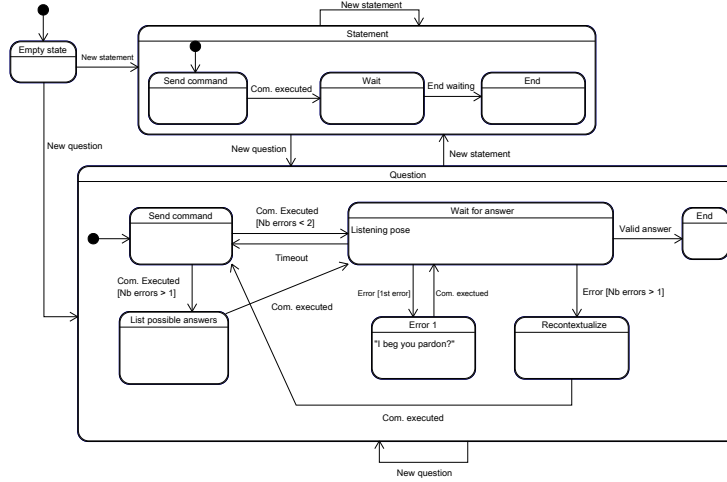 New statement
Statement
Empty state
New statement
Send command
Com. executed
Wait
End waiting
End
New question
New question
New statement
Question
Send command
Com. Executed
[Nb errors < 2]
Timeout
Wait for answer
Listening pose
Valid answer
End
Com. Executed
[Nb errors > 1]
Com. executed
Error [1st error]
Com. exectued
Error [Nb errors > 1]
List possible answers
Error 1
"I beg you pardon?"
Recontextualize
Com. executed
New question